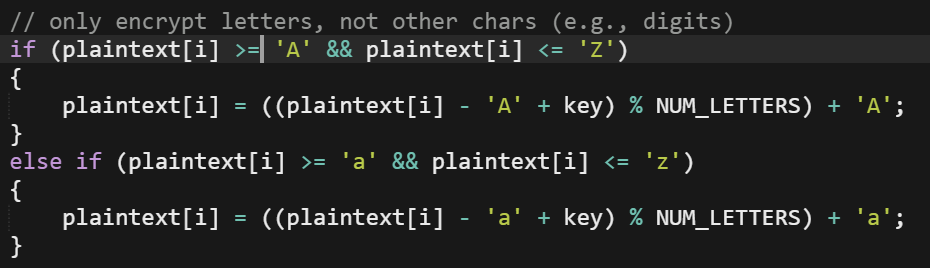 // only encrypt letters, not other chars (e.g., digits)
if (plaintext[i] >= 'A' && plaintext[i] <= 'Z')
{
    plaintext[i] = ((plaintext[i] - 'A' + key) % NUM_LETTERS) + 'A';
}
else if (plaintext[i] >= 'a' && plaintext[i] <= 'z')
{
    plaintext[i] = ((plaintext[i] - 'a' + key) % NUM_LETTERS) + 'a';
}